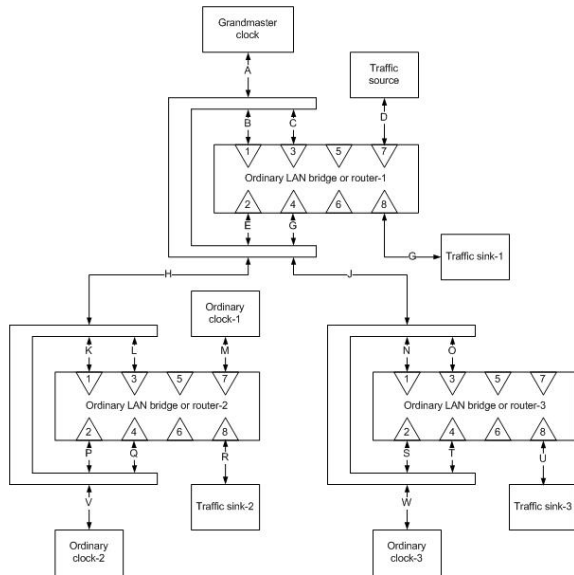 Grandmaster
clock
A
Traffic
source
B
C
D
1
3
5
7
Ordinary LAN bridge or router-1
2
4
6
8
E
G
G
Traffic sink-1
H
J
Ordinary
clock-1
K
L
M
N
O
1
3
5
7
1
3
5
7
Ordinary LAN bridge or router-2
Ordinary LAN bridge or router-3
2
4
6
8
2
4
6
8
P
Q
R
S
T
U
V
Traffic sink-2
W
Traffic sink-3
Ordinary
clock-2
Ordinary
clock-3